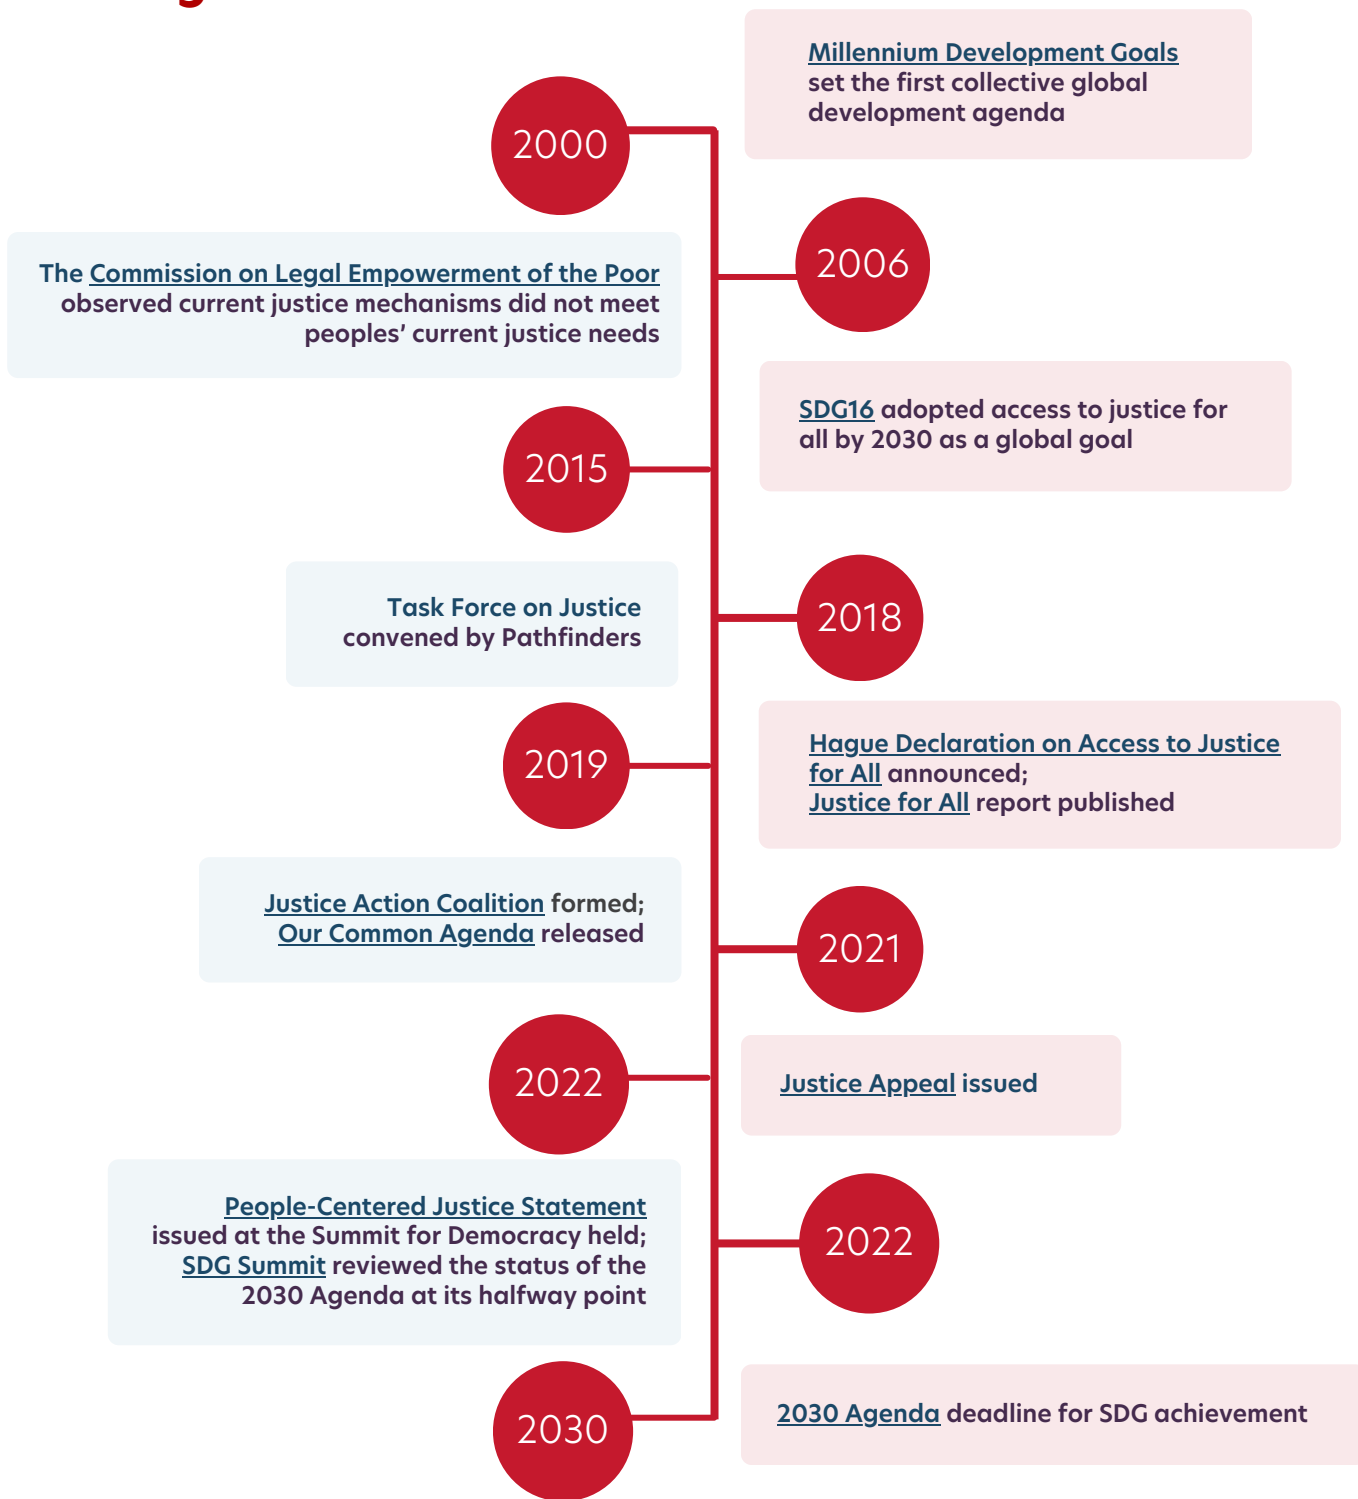 Millennium Development Goals
set the first collective global
development agenda
2000
2006
The Commission on Legal Empowerment of the Poor
observed current justice mechanisms did not meet
peoples’ current justice needs
SDG16 adopted access to justice for
all by 2030 as a global goal
2015
Task Force on Justice
convened by Pathfinders
2018
Hague Declaration on Access to Justice
for All announced;
Justice for All report published
2019
Justice Action Coalition formed;
Our Common Agenda released
2021
2022
Justice Appeal issued
People-Centered Justice Statement
issued at the Summit for Democracy held;
SDG Summit reviewed the status of the
2030 Agenda at its halfway point
2022
2030
2030 Agenda deadline for SDG achievement